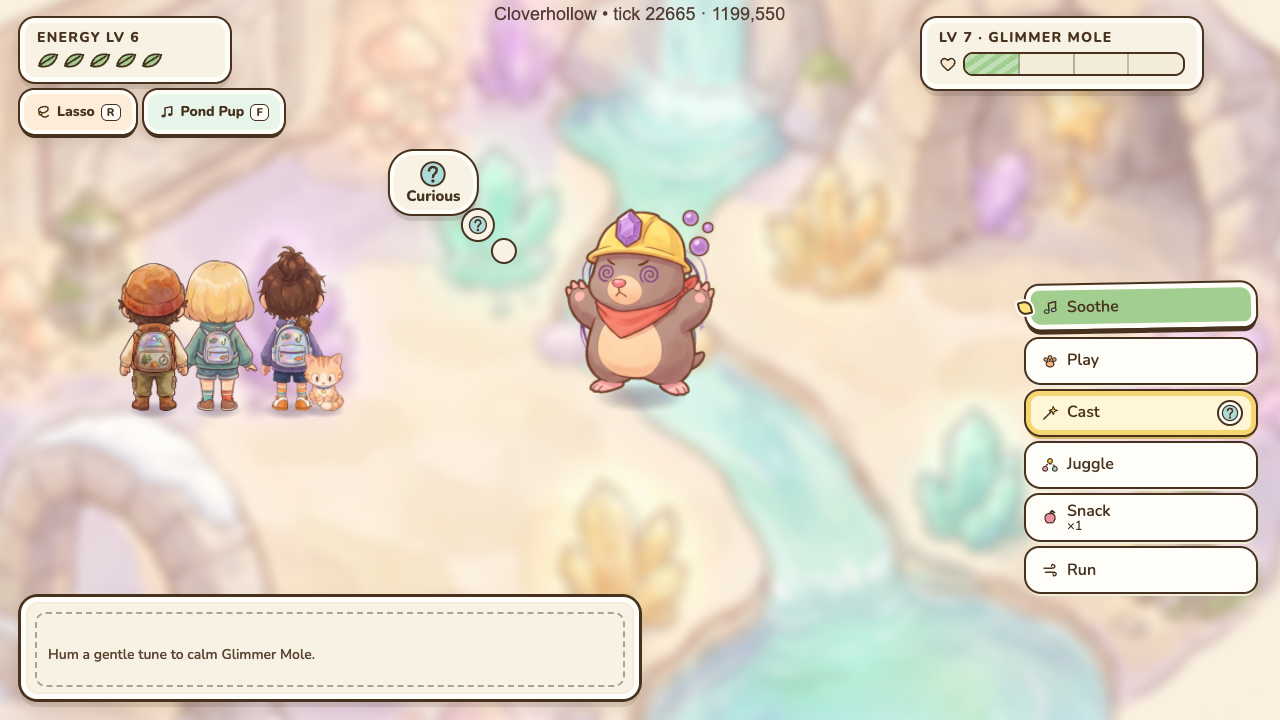 Cloverhollow • tick 22665 · 1199,550
ENERGY LV 6
LV 7 · GLIMMER MOLE
Lasso R
Pond Pup F
?
Curious
?
Soothe
Play
Cast ?
Juggle
Snack
×1
Run
Hum a gentle tune to calm Glimmer Mole.